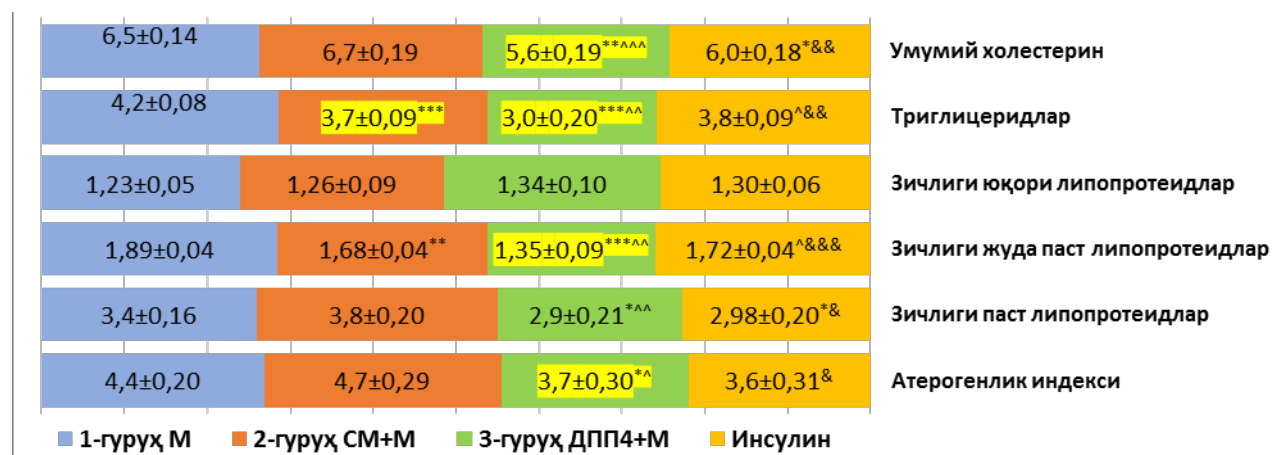 6,5±0,14 6,7±0,19 5,6±0,19**^^^ 6,0±0,18*&& Умумий холестерин
4,2±0,08 3,7±0,09*** 3,0±0,20***^^ 3,8±0,09^&& Триглицеридлар
1,23±0,05 1,26±0,09 1,34±0,10 1,30±0,06 Зичлиги юқори липопротеидлар
1,89±0,04 1,68±0,04** 1,35±0,09***^^ 1,72±0,04^&&& Зичлиги жуда паст липопротеидлар
3,4±0,16 3,8±0,20 2,9±0,21*^^ 2,98±0,20*& Зичлиги паст липопротеидлар
4,4±0,20 4,7±0,29 3,7±0,30*^ 3,6±0,31& Атерогенлик индекси
1-гуруҳ М 2-гуруҳ СМ+М 3-гуруҳ ДПП4+М Инсулин